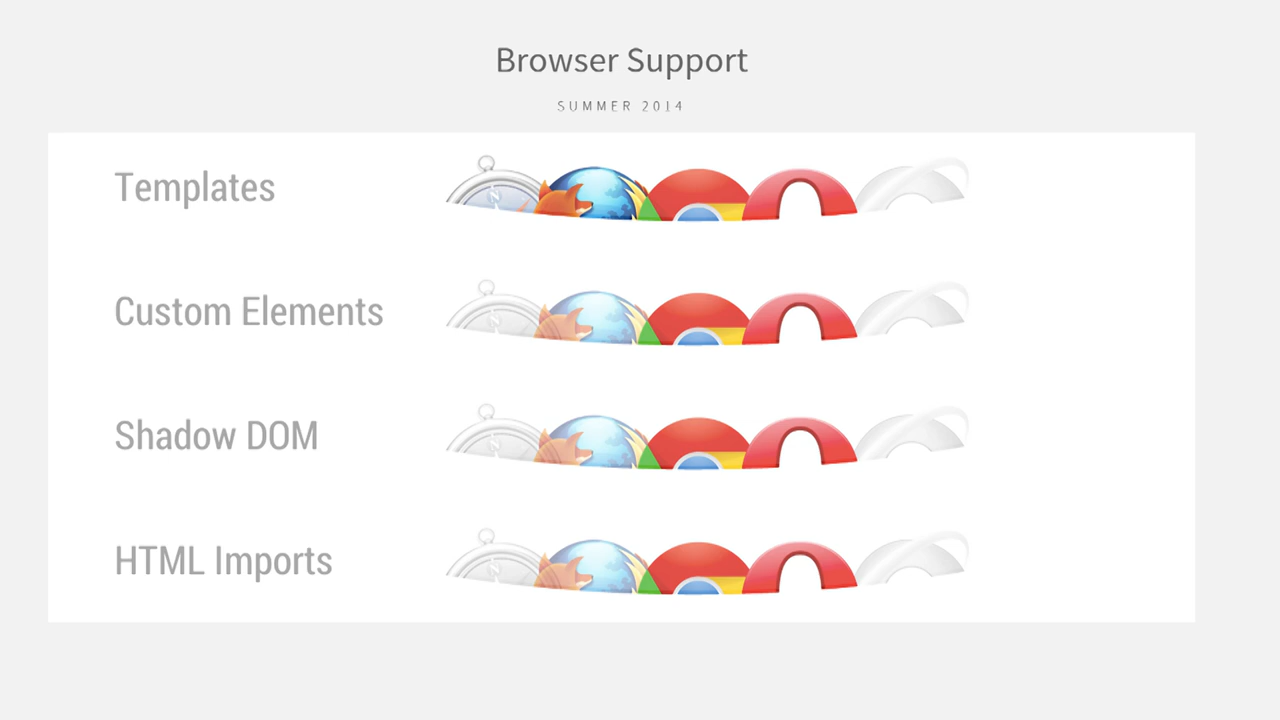 Browser Support
SUMMER 2014
Templates
Custom Elements
Shadow DOM
HTML Imports